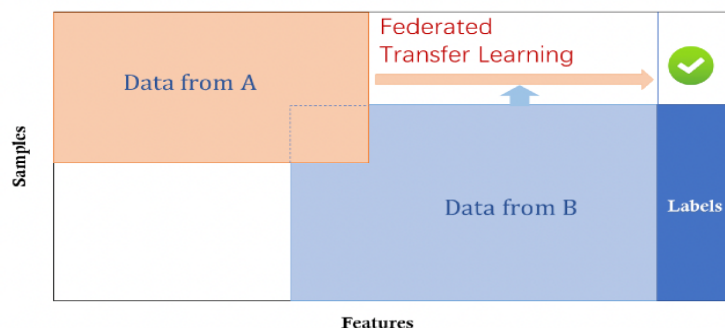 Federated
Transfer Learning
Data from A
Samples
Data from B
Labels
Features